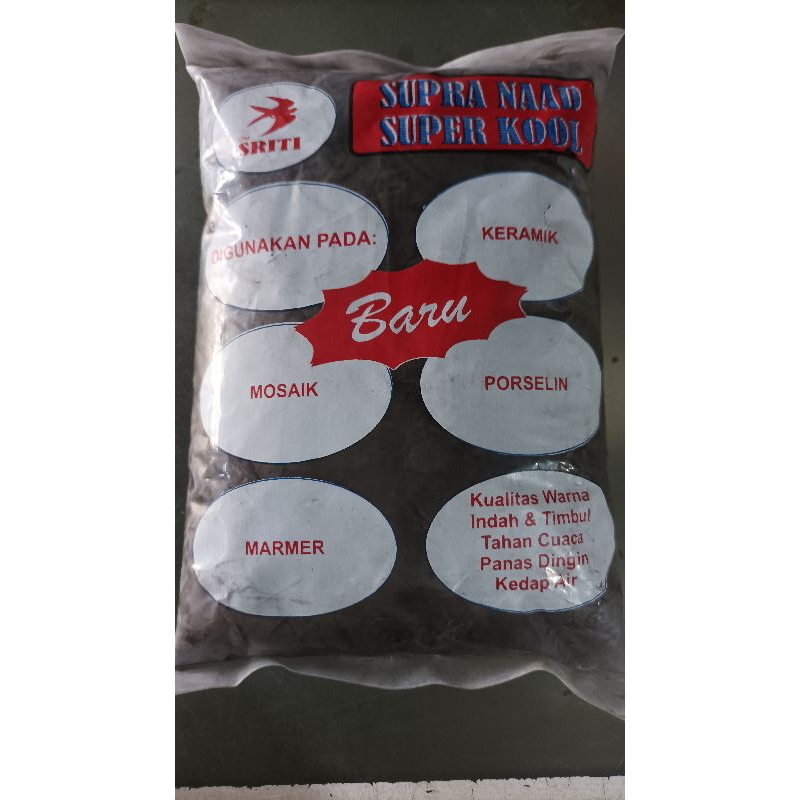 SRITI
SUPRA NAAD
SUPER KOOL
DIGUNAKAN PADA:
KERAMIK
Baru
MOSAIK
PORSELIN
MARMER
Kualitas Warna
Indah & Timbul
Tahan Cuaca
Panas Dingin
Kedap Air